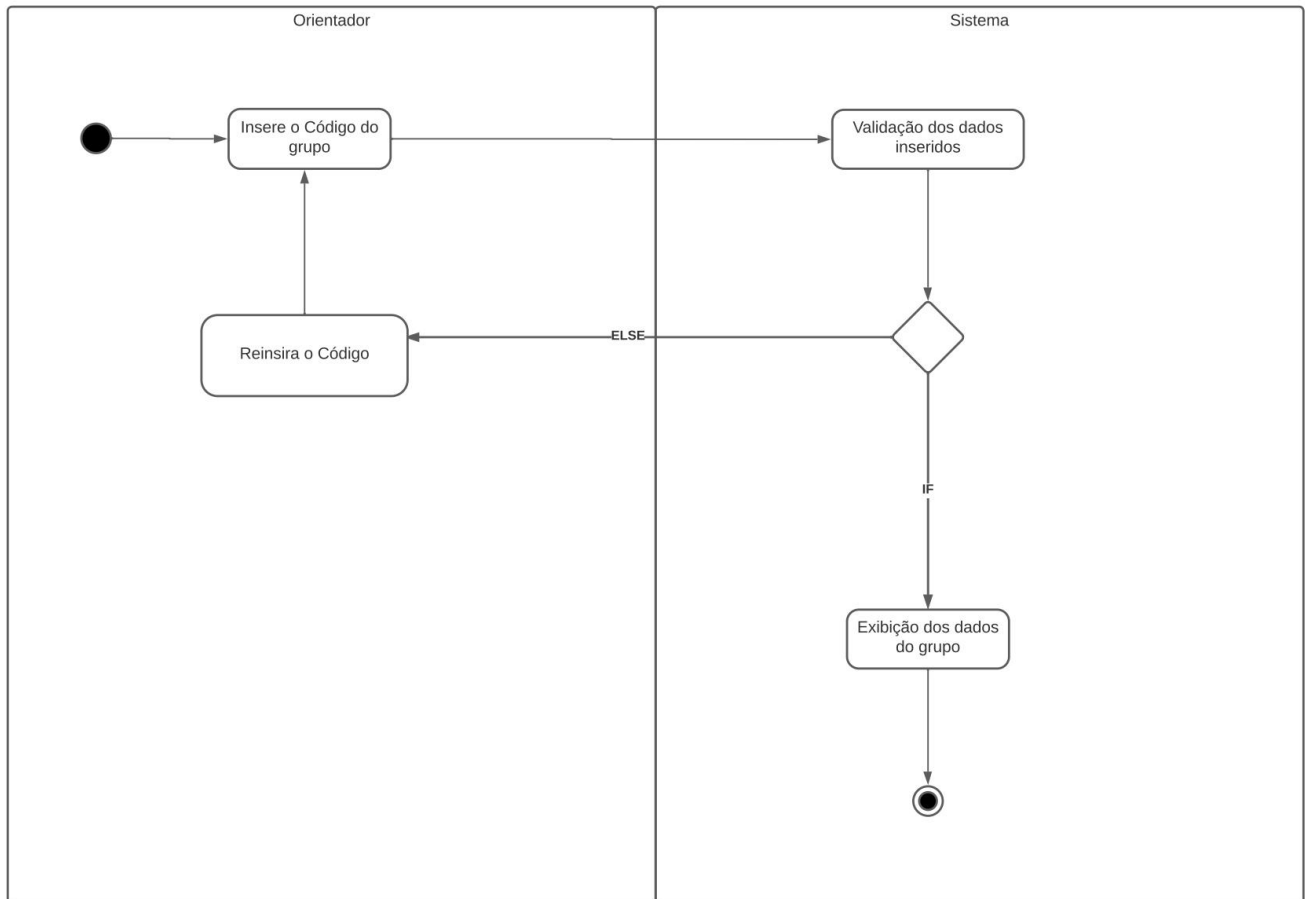 Orientador
Sistema
Insere o Código do
grupo
Validação dos dados
inseridos
ELSE
Reinsira o Código
IF
Exibição dos dados
do grupo